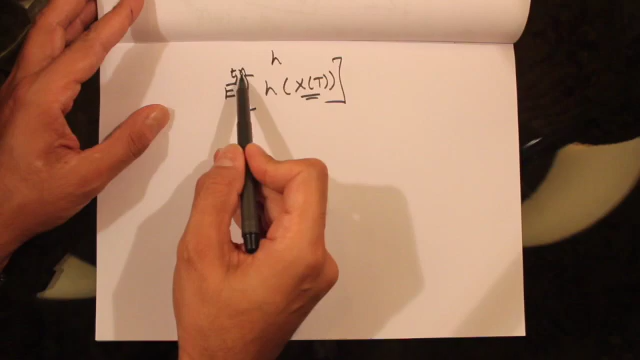 h
E [ h ( X(T) ) ]